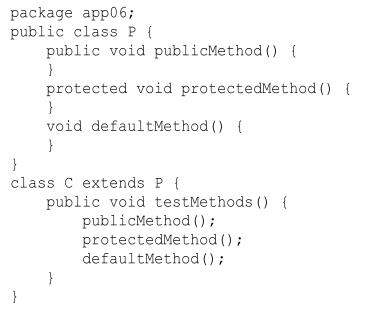 package app06;
public class P {
    public void publicMethod() {
    }
    protected void protectedMethod() {
    }
    void defaultMethod() {
    }
}
class C extends P {
    public void testMethods() {
        publicMethod();
        protectedMethod();
        defaultMethod();
    }
}